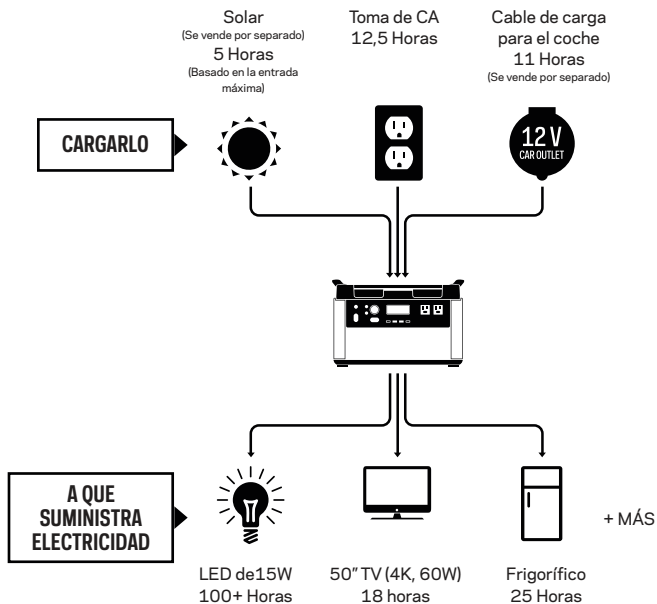 Solar
(Se vende por separado)
5 Horas
(Basado en la entrada
máxima)
Toma de CA
12,5 Horas
Cable de carga
para el coche
11 Horas
(Se vende por separado)
CARGARLO
12 V
CAR OUTLET
A QUE
SUMINISTRA
ELECTRICIDAD
+ MÁS
LED de15W
100+ Horas
50” TV (4K, 60W)
18 horas
Frigorífico
25 Horas